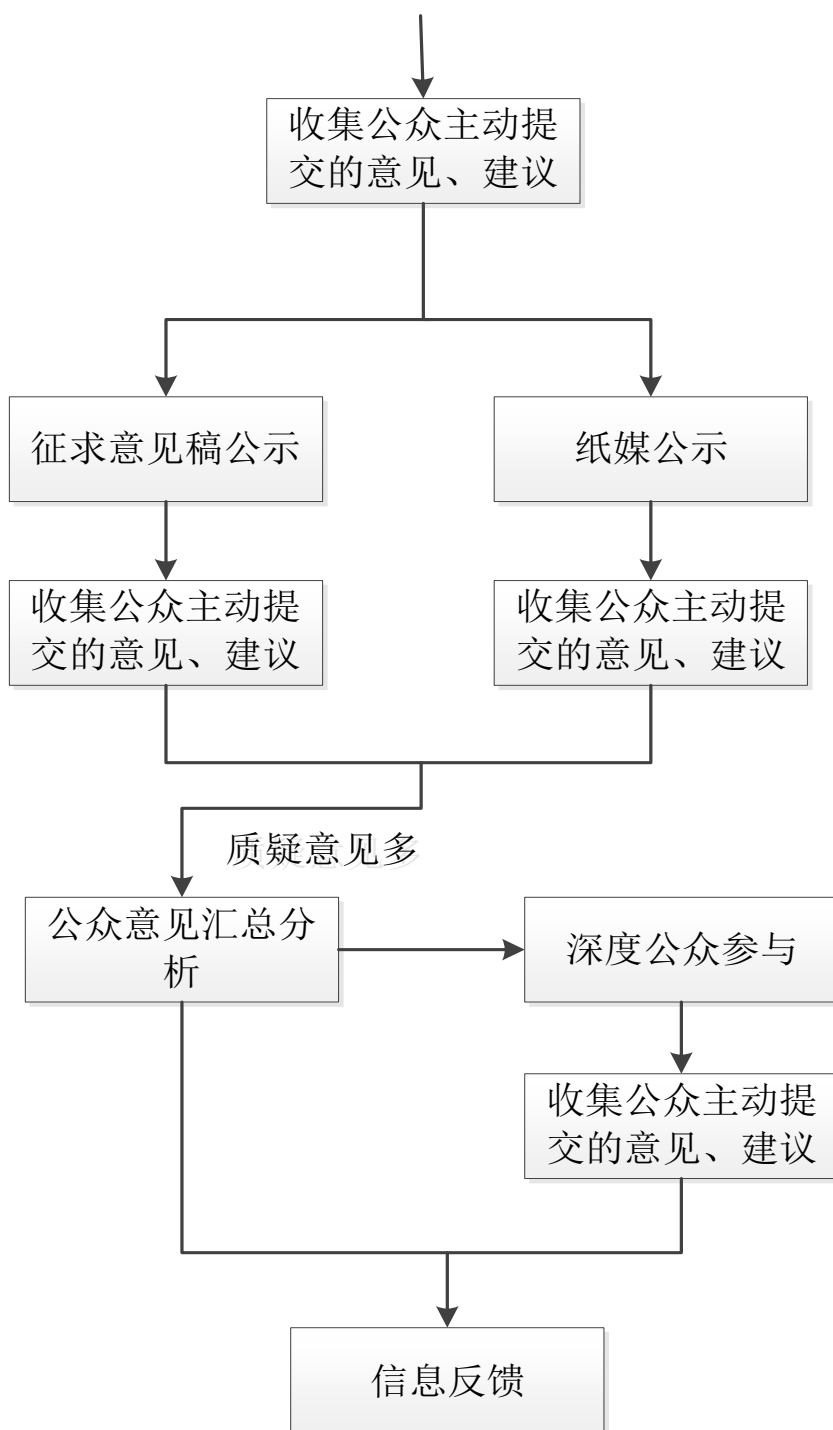 收集公众主动提
交的意见、建议
征求意见稿公示
纸媒公示
收集公众主动提
交的意见、建议
收集公众主动提
交的意见、建议
质疑意见多
公众意见汇总分
析
深度公众参与
收集公众主动提
交的意见、建议
信息反馈